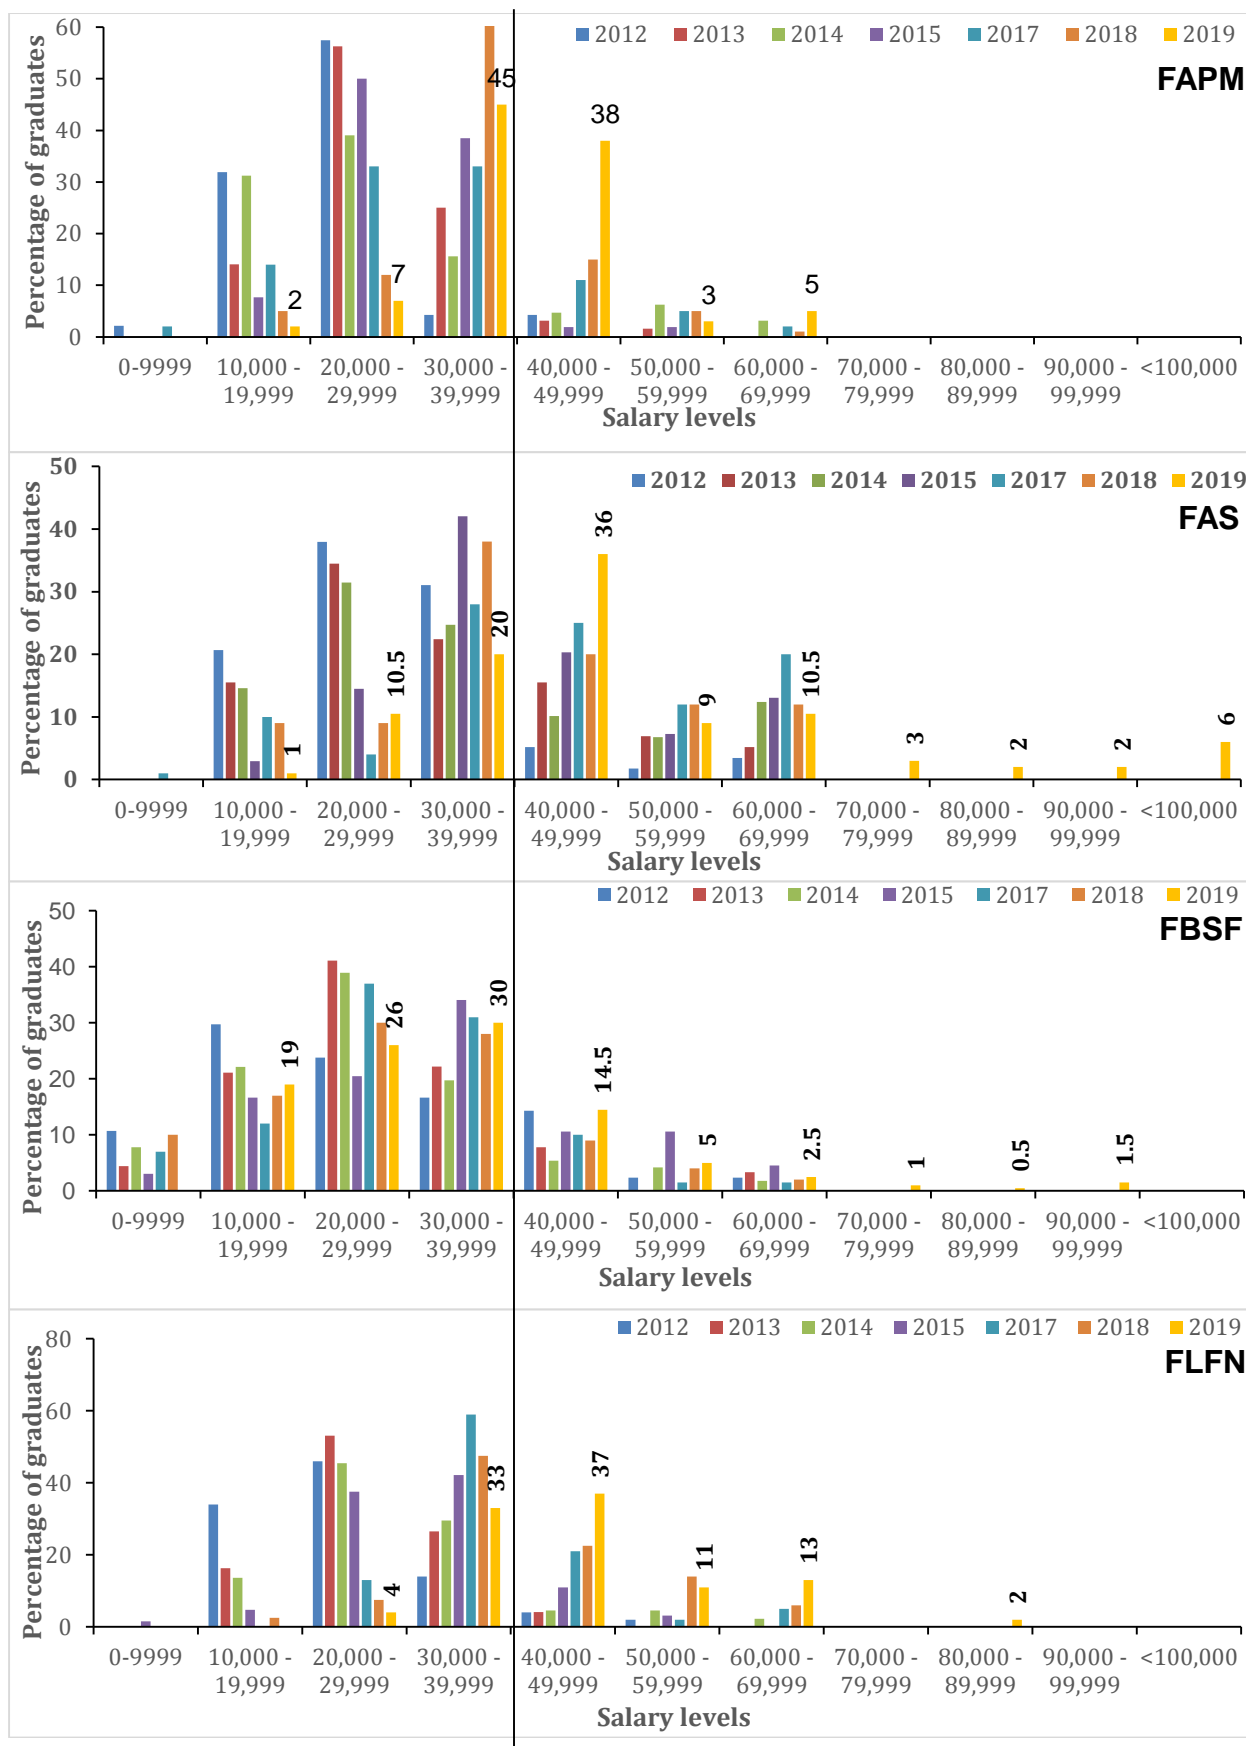 60
50
40
30
20
10
0
Percentage of graduates
2012 2013 2014 2015 2017 2018 2019
FAPM
2
7
45
38
3
5
0-9999 10,000 - 20,000 - 30,000 - 40,000 - 50,000 - 60,000 - 70,000 - 80,000 - 90,000 - <100,000
19,999 29,999 39,999 49,999 59,999 69,999 79,999 89,999 99,999
Salary levels
50
40
30
20
10
0
Percentage of graduates
2012 2013 2014 2015 2017 2018 2019
FAS
1
10.5
20
36
9
10.5
3
2
2
6
0-9999 10,000 - 20,000 - 30,000 - 40,000 - 50,000 - 60,000 - 70,000 - 80,000 - 90,000 - <100,000
19,999 29,999 39,999 49,999 59,999 69,999 79,999 89,999 99,999
Salary levels
50
40
30
20
10
0
Percentage of graduates
2012 2013 2014 2015 2017 2018 2019
FBSF
19
26
30
14.5
5
2.5
1
0.5
1.5
0-9999 10,000 - 20,000 - 30,000 - 40,000 - 50,000 - 60,000 - 70,000 - 80,000 - 90,000 - <100,000
19,999 29,999 39,999 49,999 59,999 69,999 79,999 89,999 99,999
Salary levels
80
60
40
20
0
Percentage of graduates
2012 2013 2014 2015 2017 2018 2019
FLFN
4
33
37
11
13
2
0-9999 10,000 - 20,000 - 30,000 - 40,000 - 50,000 - 60,000 - 70,000 - 80,000 - 90,000 - <100,000
19,999 29,999 39,999 49,999 59,999 69,999 79,999 89,999 99,999
Salary levels